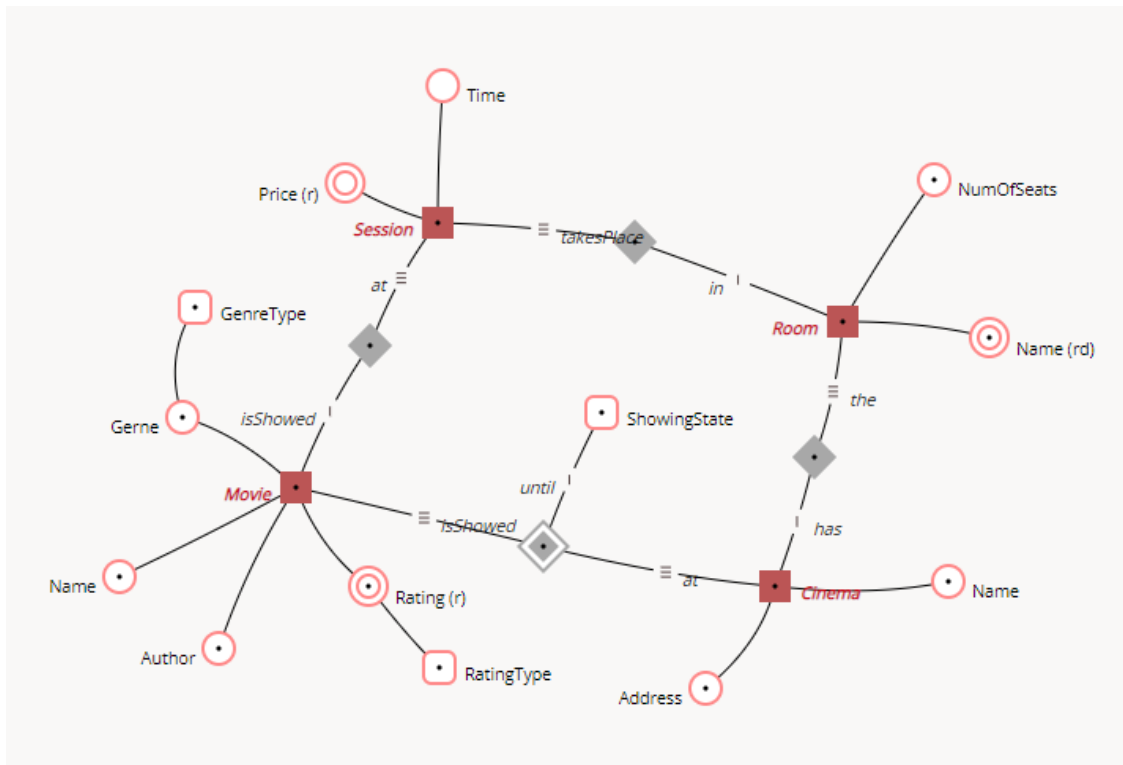 Time
Price (r)
Session
takesPlace
NumOfSeats
at
in
GenreType
Room
Name (rd)
Gerne
isShowed
ShowingState
the
Movie
until
isShowed
has
at
Name
Rating (r)
Cinema
Name
Author
RatingType
Address